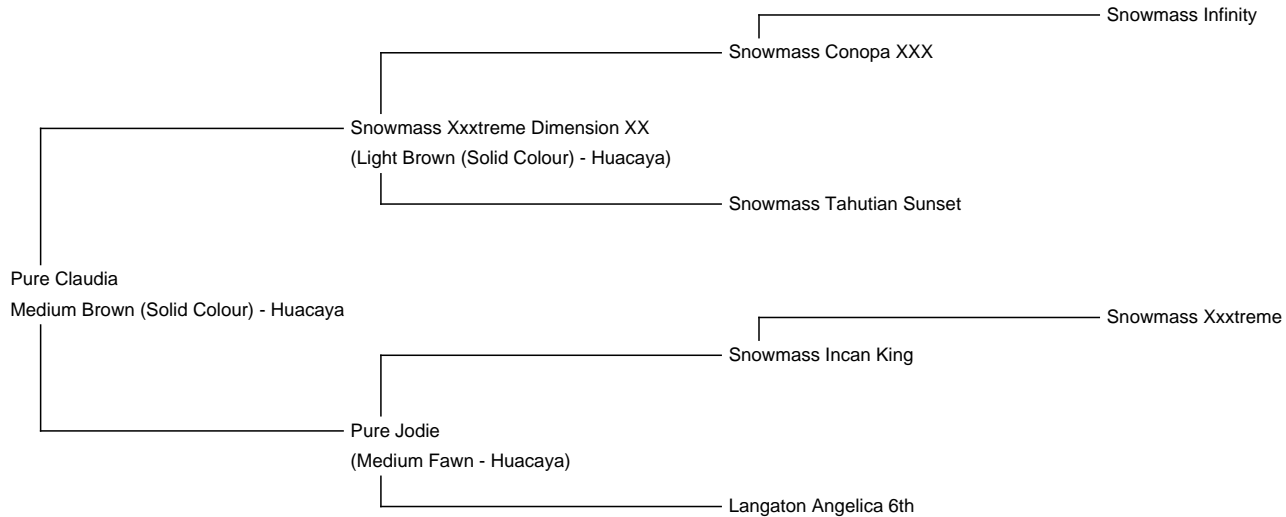 Snowmass Infinity
Snowmass Conopa XXX
Snowmass Xxxtreme Dimension XX
(Light Brown (Solid Colour) - Huacaya)
Snowmass Tahutian Sunset
Pure Claudia
Medium Brown (Solid Colour) - Huacaya
Snowmass Xxxtreme
Snowmass Incan King
Pure Jodie
(Medium Fawn - Huacaya)
Langaton Angelica 6th